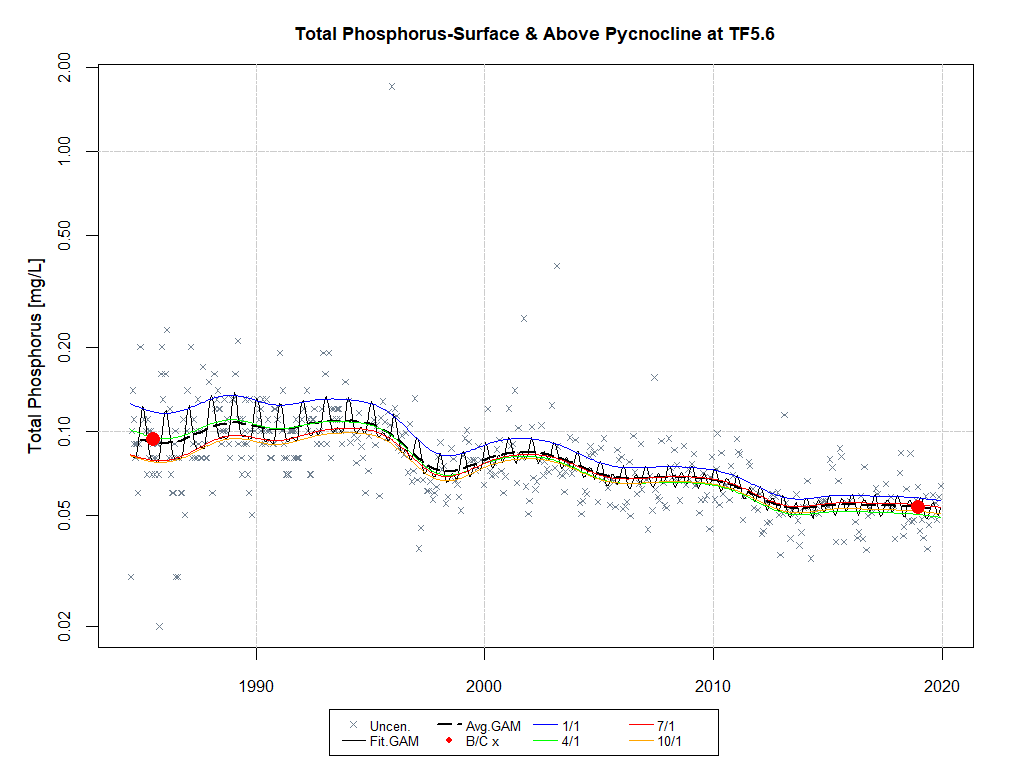 Total Phosphorus-Surface & Above Pycnocline at TF5.6
Total Phosphorus [mg/L]
2.00
1.00
0.50
0.20
0.10
0.05
0.02
1990 2000 2010 2020
Uncen. Avg.GAM 1/1 7/1
Fit.GAM B/C x 4/1 10/1